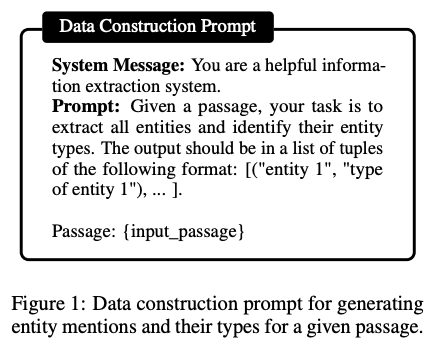 Data Construction Prompt
System Message: You are a helpful informa-
tion extraction system.
Prompt: Given a passage, your task is to
extract all entities and identify their entity
types. The output should be in a list of tuples
of the following format: [("entity 1", "type
of entity 1"), ... ].
Passage: {input_passage}
Figure 1: Data construction prompt for generating
entity mentions and their types for a given passage.